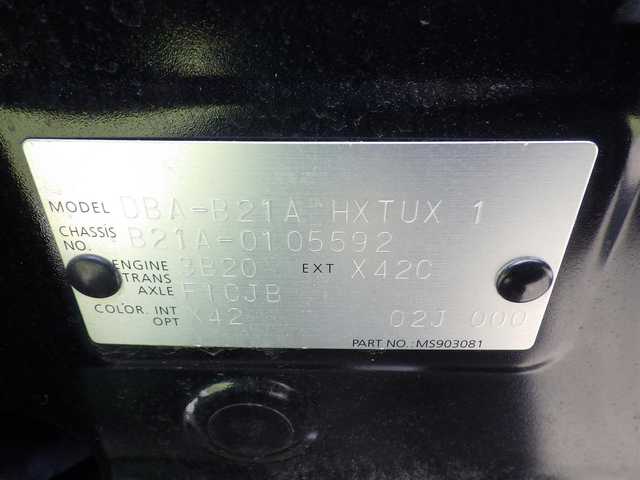 MODEL DBA-B21A HXTUX 1
CHASSIS NO. B21A-0105592
ENGINE 3B20 EXT X42C
TRANS AXLE F1CJB
COLOR. INT X42 02J 000
OPT
PART NO.: MS903081